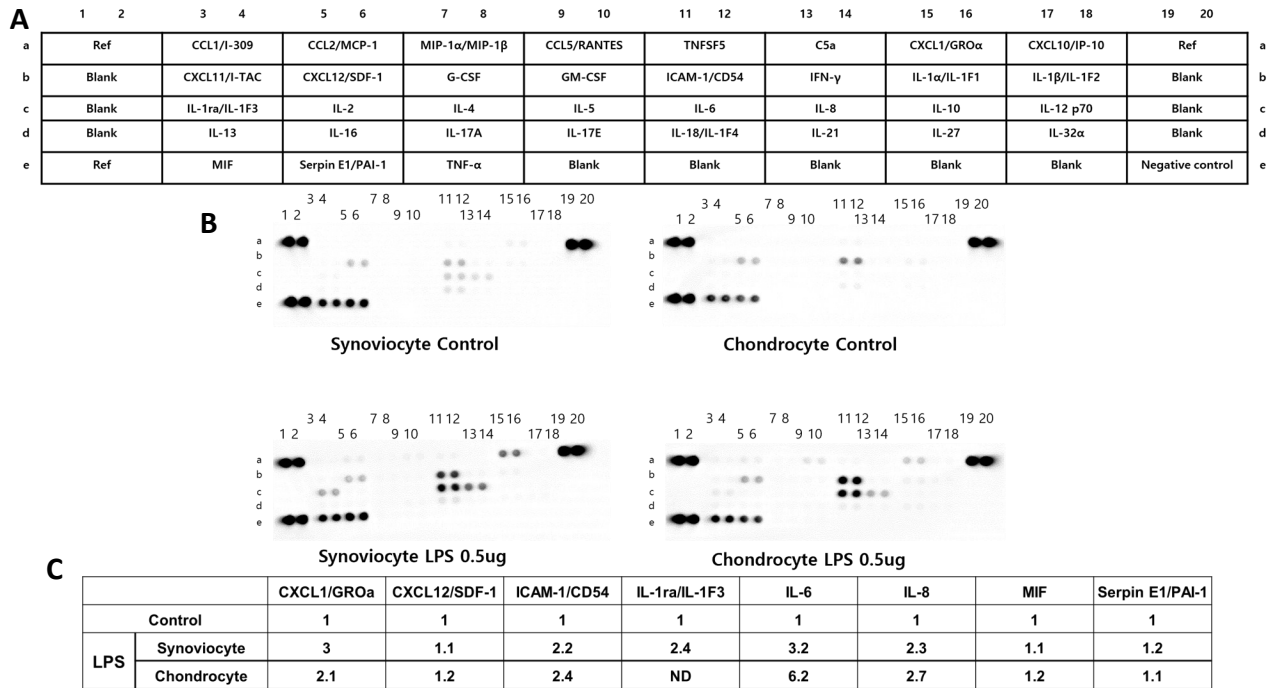 A
1 2 3 4 5 6 7 8 9 10 11 12 13 14 15 16 17 18 19 20
a Ref CCL1/I-309 CCL2/MCP-1 MIP-1α/MIP-1β CCL5/RANTES TNFSF5 C5a CXCL1/GROα CXCL10/IP-10 Ref a
b Blank CXCL11/I-TAC CXCL12/SDF-1 G-CSF GM-CSF ICAM-1/CD54 IFN-γ IL-1α/IL-1F1 IL-1β/IL-1F2 Blank b
c Blank IL-1ra/IL-1F3 IL-2 IL-4 IL-5 IL-6 IL-8 IL-10 IL-12 p70 Blank c
d Blank IL-13 IL-16 IL-17A IL-17E IL-18/IL-1F4 IL-21 IL-27 IL-32α Blank d
e Ref MIF Serpin E1/PAI-1 TNF-α Blank Blank Blank Blank Blank Negative control e
B
3 4 7 8 11 12 15 16 19 20
1 2 5 6 9 10 13 14 17 18
a
b
c
d
e
Synoviocyte Control
3 4 7 8 11 12 15 16 19 20
1 2 5 6 9 10 13 14 17 18
a
b
c
d
e
Chondrocyte Control
3 4 7 8 11 12 15 16 19 20
1 2 5 6 9 10 13 14 17 18
a
b
c
d
e
Synoviocyte LPS 0.5ug
3 4 7 8 11 12 15 16 19 20
1 2 5 6 9 10 13 14 17 18
a
b
c
d
e
Chondrocyte LPS 0.5ug
C
CXCL1/GROa CXCL12/SDF-1 ICAM-1/CD54 IL-1ra/IL-1F3 IL-6 IL-8 MIF Serpin E1/PAI-1
Control 1 1 1 1 1 1 1 1
LPS
Synoviocyte 3 1.1 2.2 2.4 3.2 2.3 1.1 1.2
Chondrocyte 2.1 1.2 2.4 ND 6.2 2.7 1.2 1.1